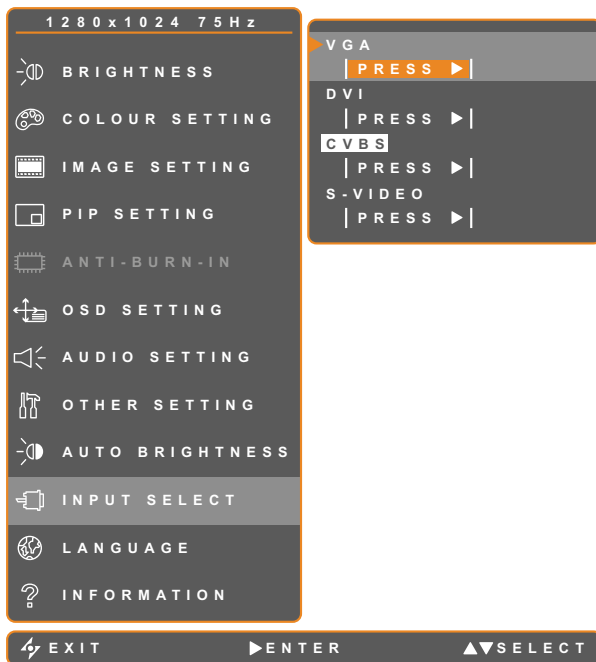 1280x1024 75Hz
BRIGHTNESS
COLOUR SETTING
IMAGE SETTING
PIP SETTING
ANTI-BURN-IN
OSD SETTING
AUDIO SETTING
OTHER SETTING
AUTO BRIGHTNESS
INPUT SELECT
LANGUAGE
INFORMATION
VGA
PRESS ▶
DVI
PRESS ▶
CVBS
PRESS ▶
S-VIDEO
PRESS ▶
EXIT ▶ENTER ▲▼SELECT